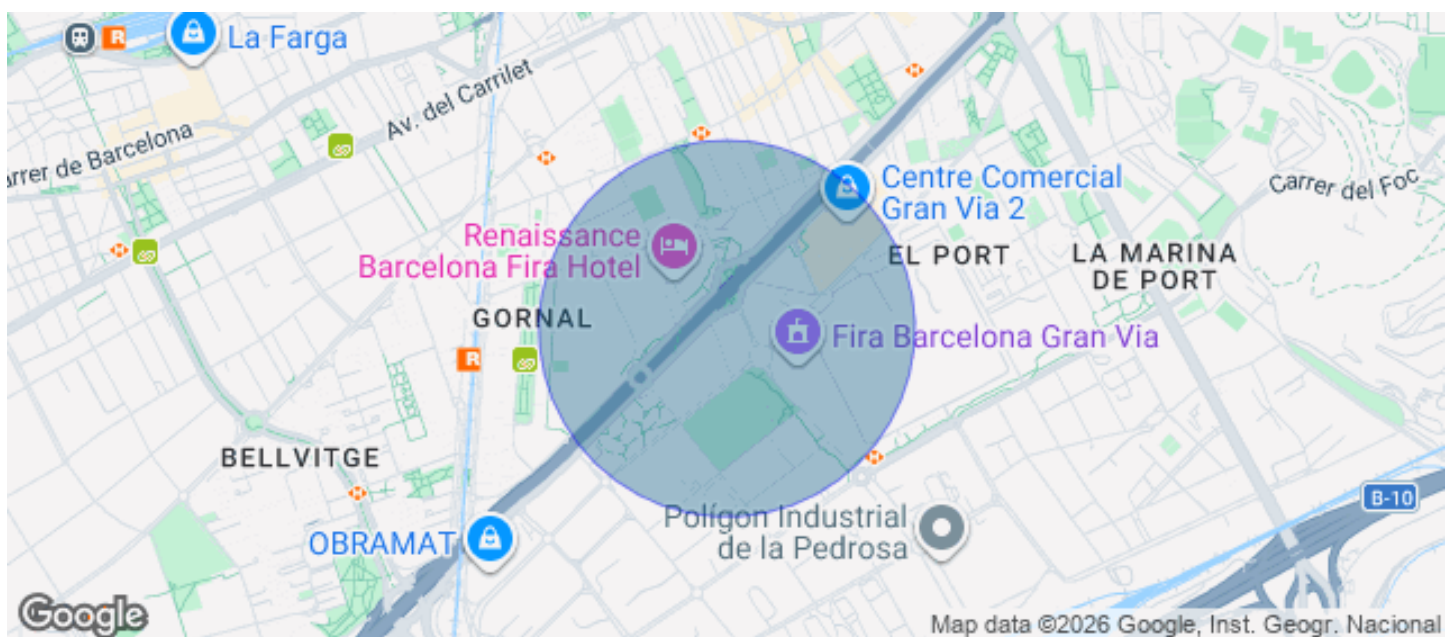 La Farga
Av. del Carrilet
arrer de Barcelona
Centre Comercial
Gran Via 2
Carrer del Foc
Renaissance
Barcelona Fira Hotel
EL PORT
LA MARINA
DE PORT
GORNAL
Fira Barcelona Gran Via
R
R
BELLVITGE
B-10
OBRAMAT
Polígon Industrial
de la Pedrosa
Google
Map data ©2026 Google, Inst. Geogr. Nacional